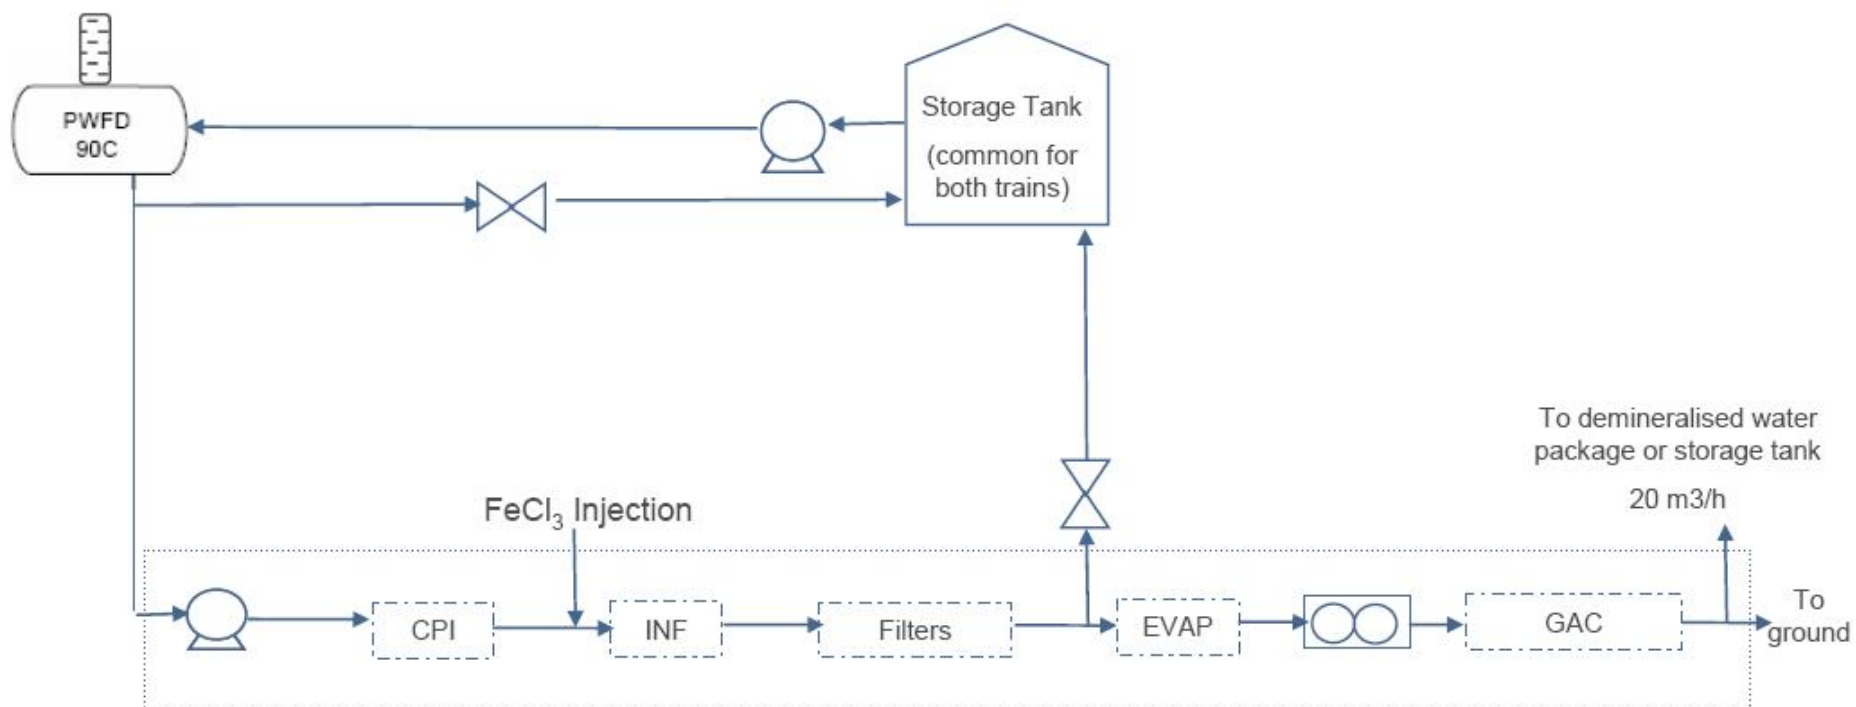 PWFD
90C
Storage Tank
(common for
both trains)
To demineralised water
package or storage tank
20 m3/h
FeCl₃ Injection
CPI
INF
Filters
EVAP
GAC
To
ground